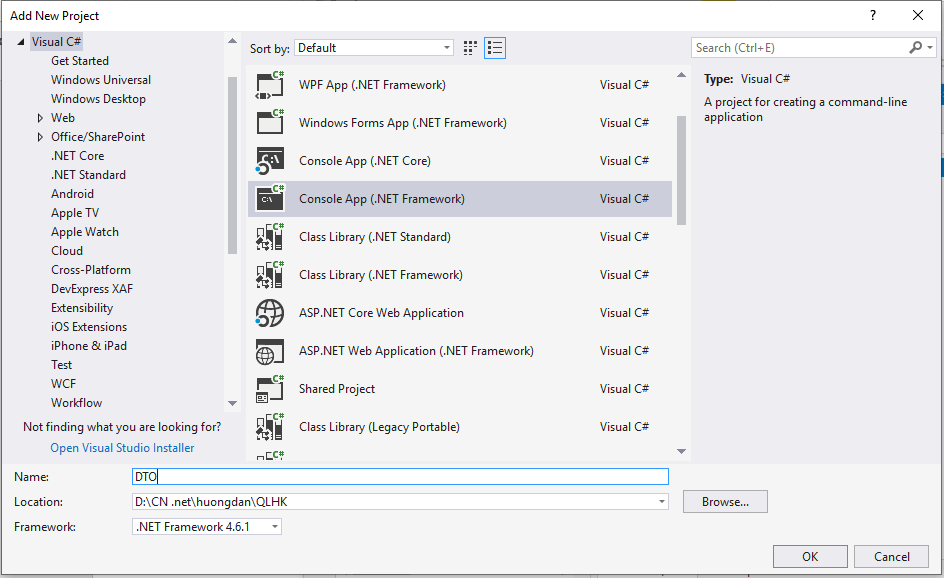 Add New Project
?
Visual C#
Get Started
Windows Universal
Windows Desktop
Web
Office/SharePoint
.NET Core
.NET Standard
Android
Apple TV
Apple Watch
Cloud
Cross-Platform
DevExpress XAF
Extensibility
iOS Extensions
iPhone & iPad
Test
WCF
Workflow
Not finding what you are looking for?
Open Visual Studio Installer
Sort by: Default
WPF App (.NET Framework) Visual C#
Windows Forms App (.NET Framework) Visual C#
Console App (.NET Core) Visual C#
Console App (.NET Framework) Visual C#
Class Library (.NET Standard) Visual C#
Class Library (.NET Framework) Visual C#
ASP.NET Core Web Application Visual C#
ASP.NET Web Application (.NET Framework) Visual C#
Shared Project Visual C#
Class Library (Legacy Portable) Visual C#
Search (Ctrl+E)
Type: Visual C#
A project for creating a command-line
application
Name: DTO
Location: D:\CN .net\huongdan\QLHK
Browse...
Framework: .NET Framework 4.6.1
OK
Cancel